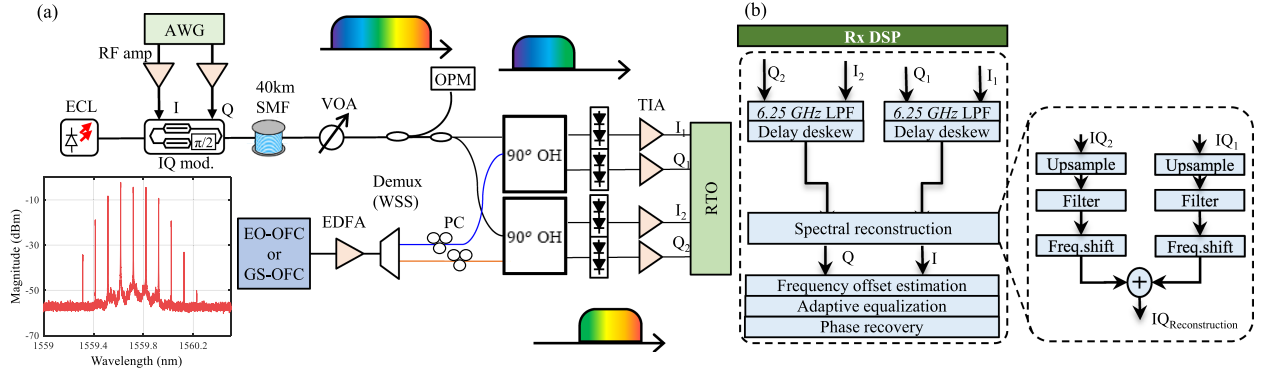 (a)
AWG
RF amp
I
Q
ECL
π/2
IQ mod.
40km
SMF
VOA
OPM
90° OH
90° OH
TIA
I1
Q1
I2
Q2
RTO
Demux
(WSS)
PC
EDFA
EO-OFC
or
GS-OFC
Magnitude (dBm)
-10
-30
-50
-70
1559
1559.4
1559.8
1560.2
Wavelength (nm)
(b)
Rx DSP
Q2
I2
Q1
I1
6.25 GHz LPF
Delay deskew
6.25 GHz LPF
Delay deskew
Spectral reconstruction
Q
I
Frequency offset estimation
Adaptive equalization
Phase recovery
IQ2
IQ1
Upsample
Upsample
Filter
Filter
Freq.shift
Freq.shift
+
IQReconstruction